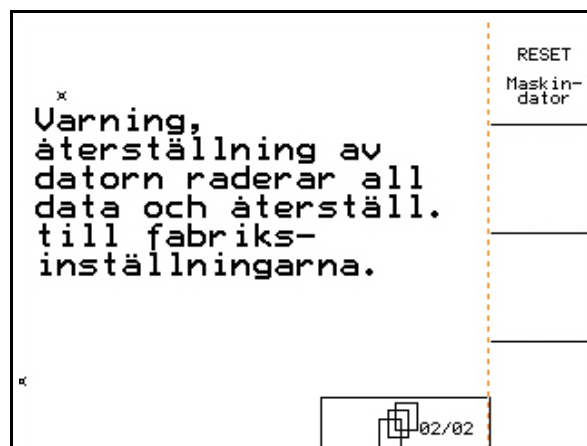 Varning,
återställning av
datorn raderar all
data och återställ.
till fabriks-
inställningarna.
RESET
Maskin-
dator
02/02